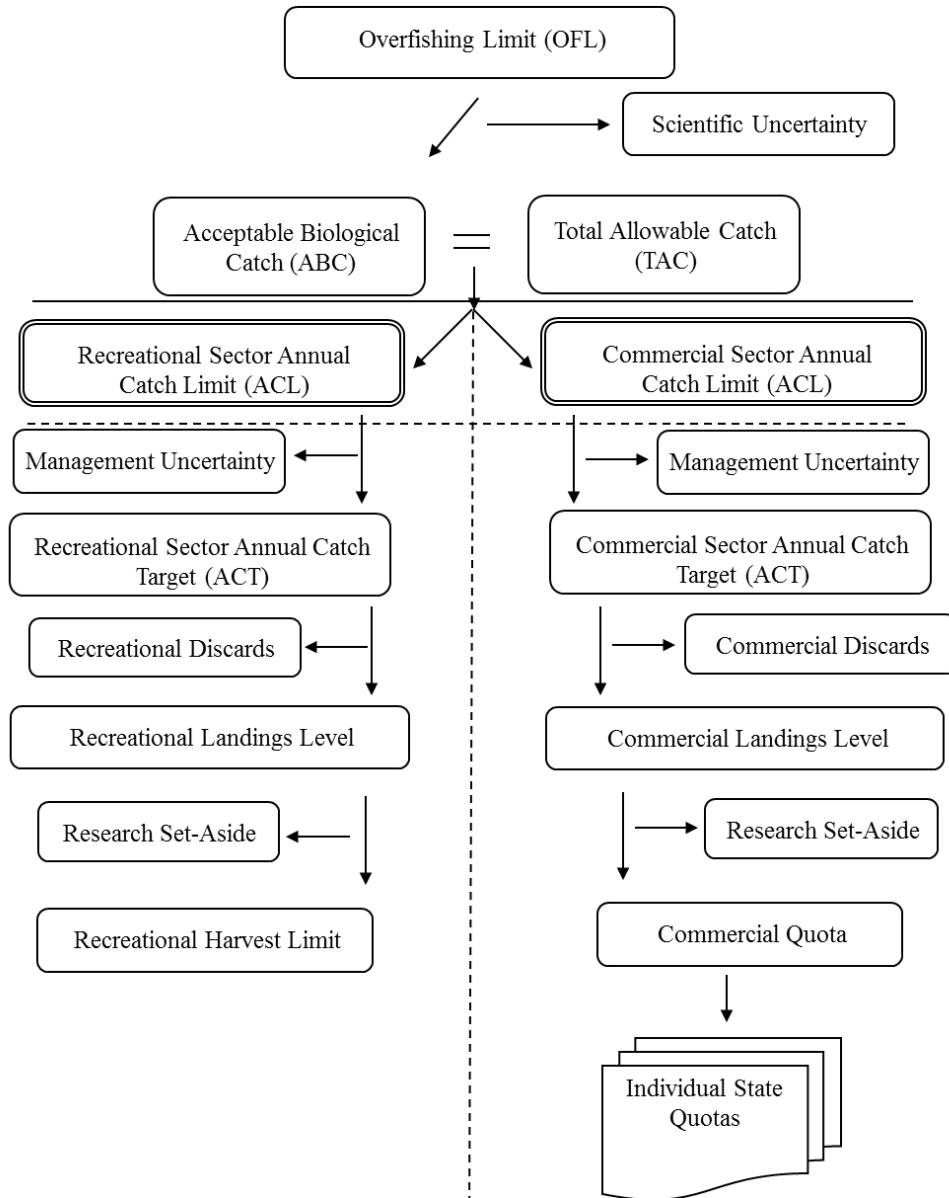 Overfishing Limit (OFL)
Scientific Uncertainty
Acceptable Biological
Catch (ABC)
Total Allowable Catch
(TAC)
Recreational Sector Annual
Catch Limit (ACL)
Commercial Sector Annual
Catch Limit (ACL)
Management Uncertainty
Management Uncertainty
Recreational Sector Annual Catch
Target (ACT)
Commercial Sector Annual Catch
Target (ACT)
Recreational Discards
Commercial Discards
Recreational Landings Level
Commercial Landings Level
Research Set-Aside
Research Set-Aside
Recreational Harvest Limit
Commercial Quota
Individual State
Quotas